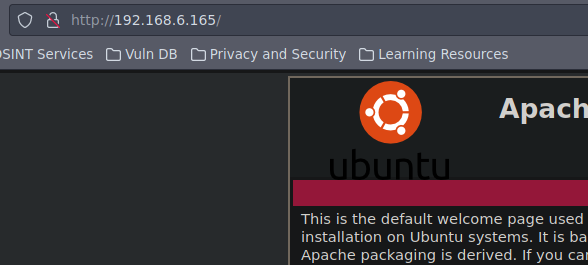 http://192.168.6.165/
OSINT Services Vuln DB Privacy and Security Learning Resources
Apach
ubuntu
This is the default welcome page used
installation on Ubuntu systems. It is ba
Apache packaging is derived. If you ca